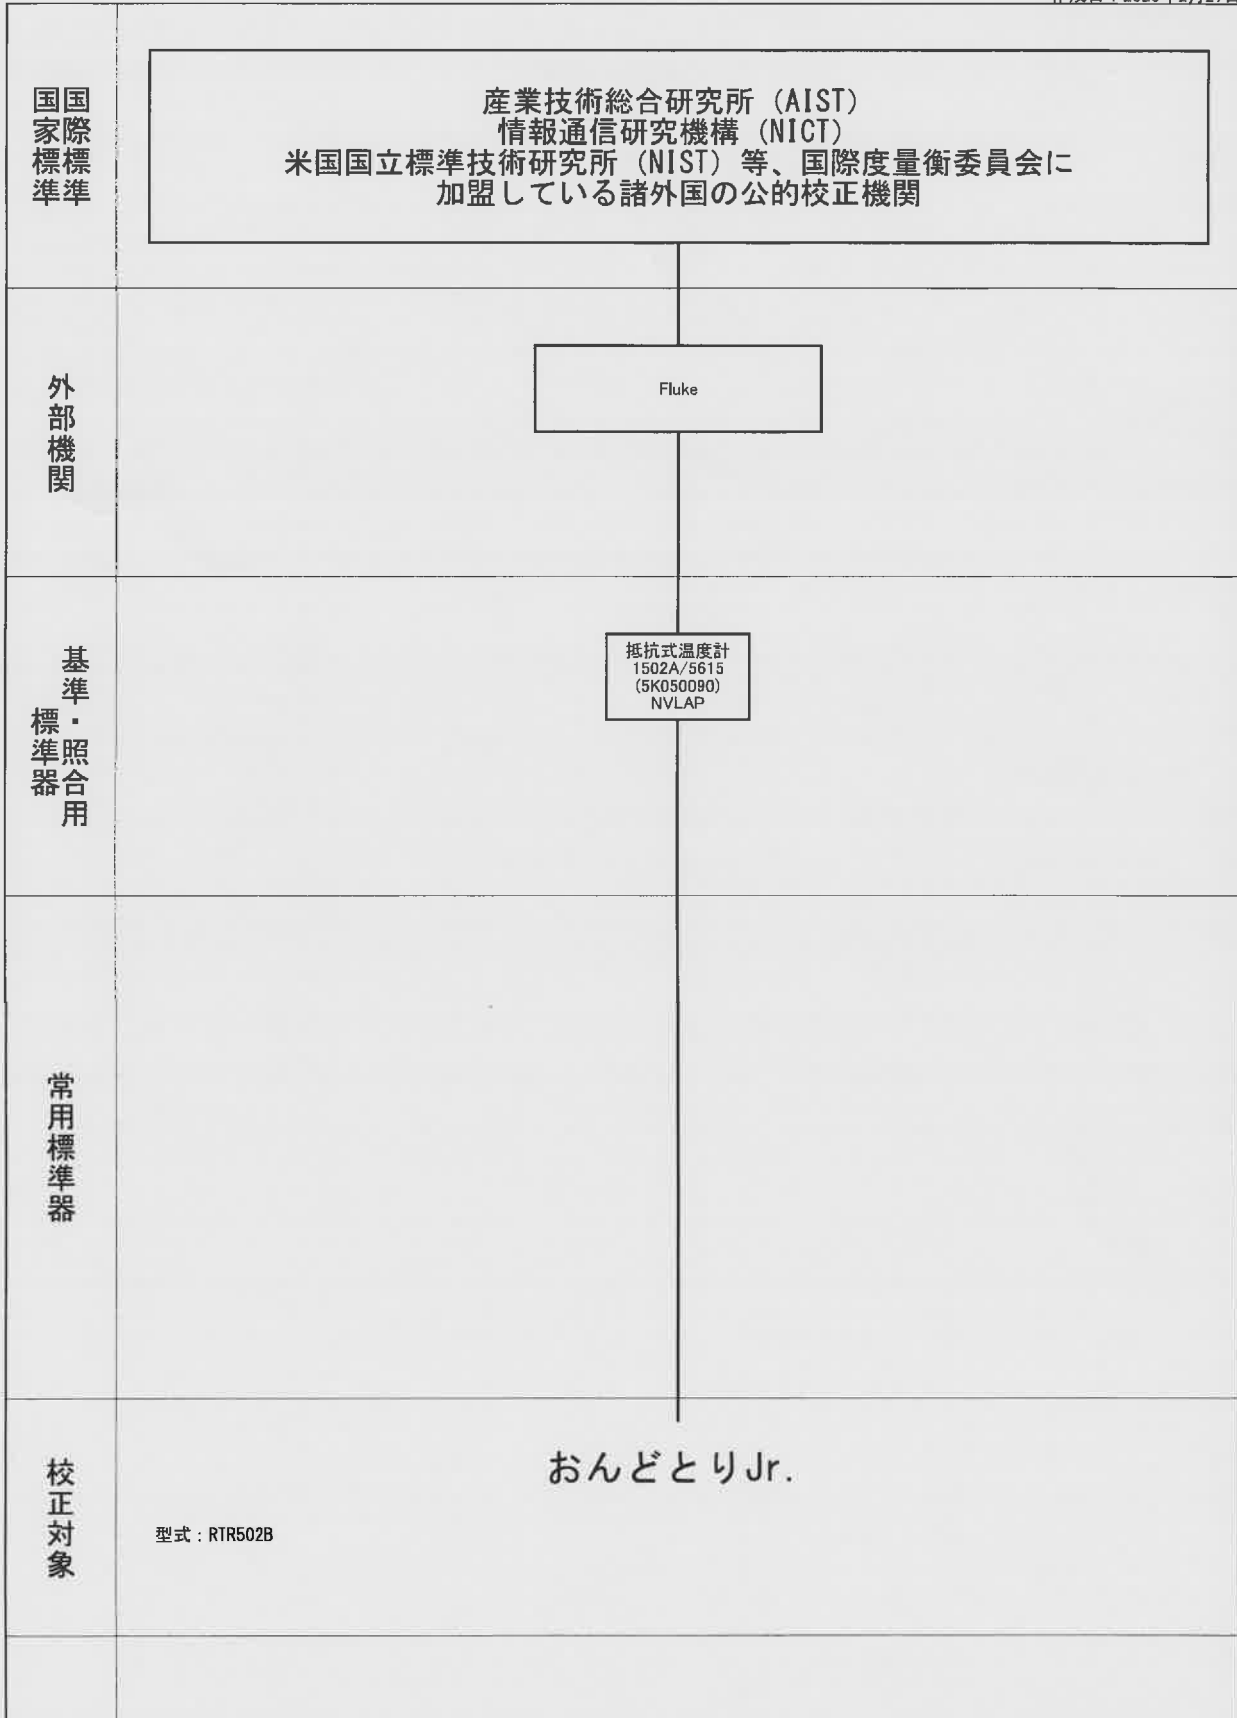 国際標準
国家標準
産業技術総合研究所 (AIST)
情報通信研究機構 (NICT)
米国国立標準技術研究所 (NIST) 等、国際度量衡委員会に
加盟している諸外国の公的校正機関
外部機関
Fluke
基準・照合用
標準器
抵抗式温度計
1502A/5615
(5K050090)
NVLAP
常用標準器
校正対象
おんどとりJr.
型式：RTR502B